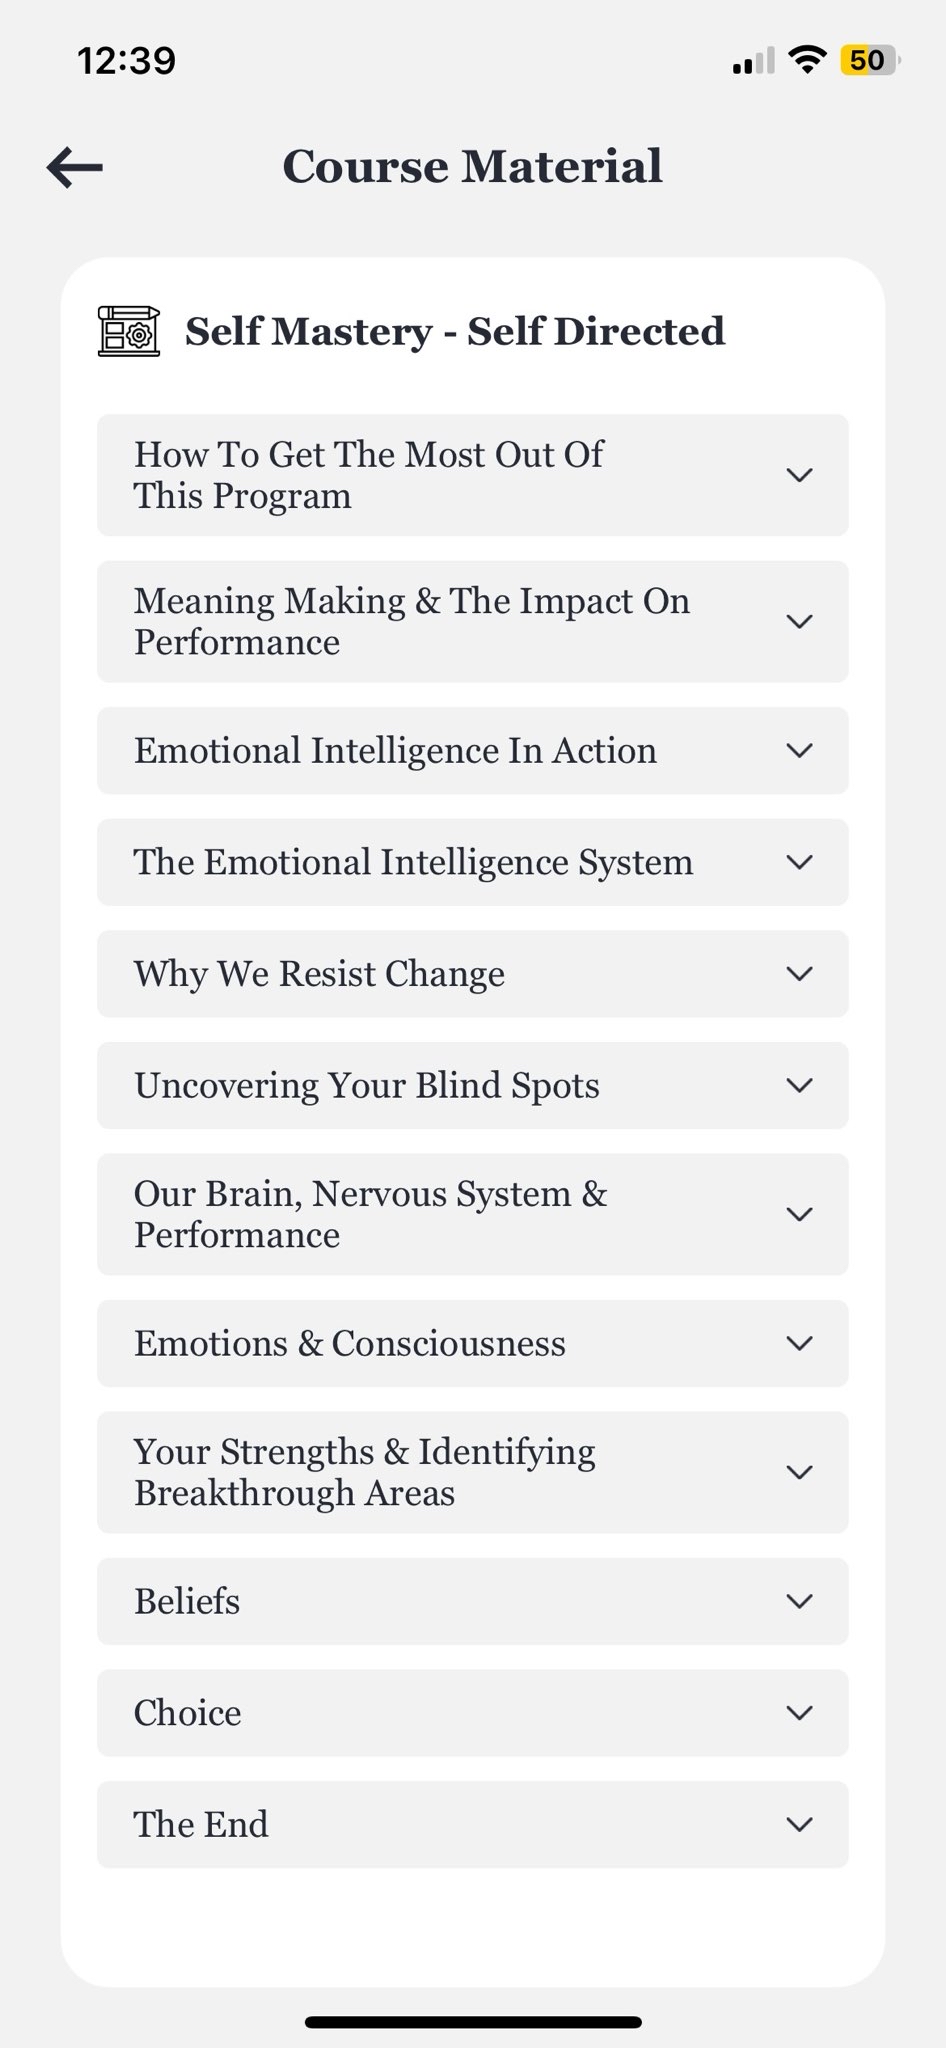 12:39
50
Course Material
Self Mastery - Self Directed
How To Get The Most Out Of
This Program
Meaning Making & The Impact On
Performance
Emotional Intelligence In Action
The Emotional Intelligence System
Why We Resist Change
Uncovering Your Blind Spots
Our Brain, Nervous System &
Performance
Emotions & Consciousness
Your Strengths & Identifying
Breakthrough Areas
Beliefs
Choice
The End